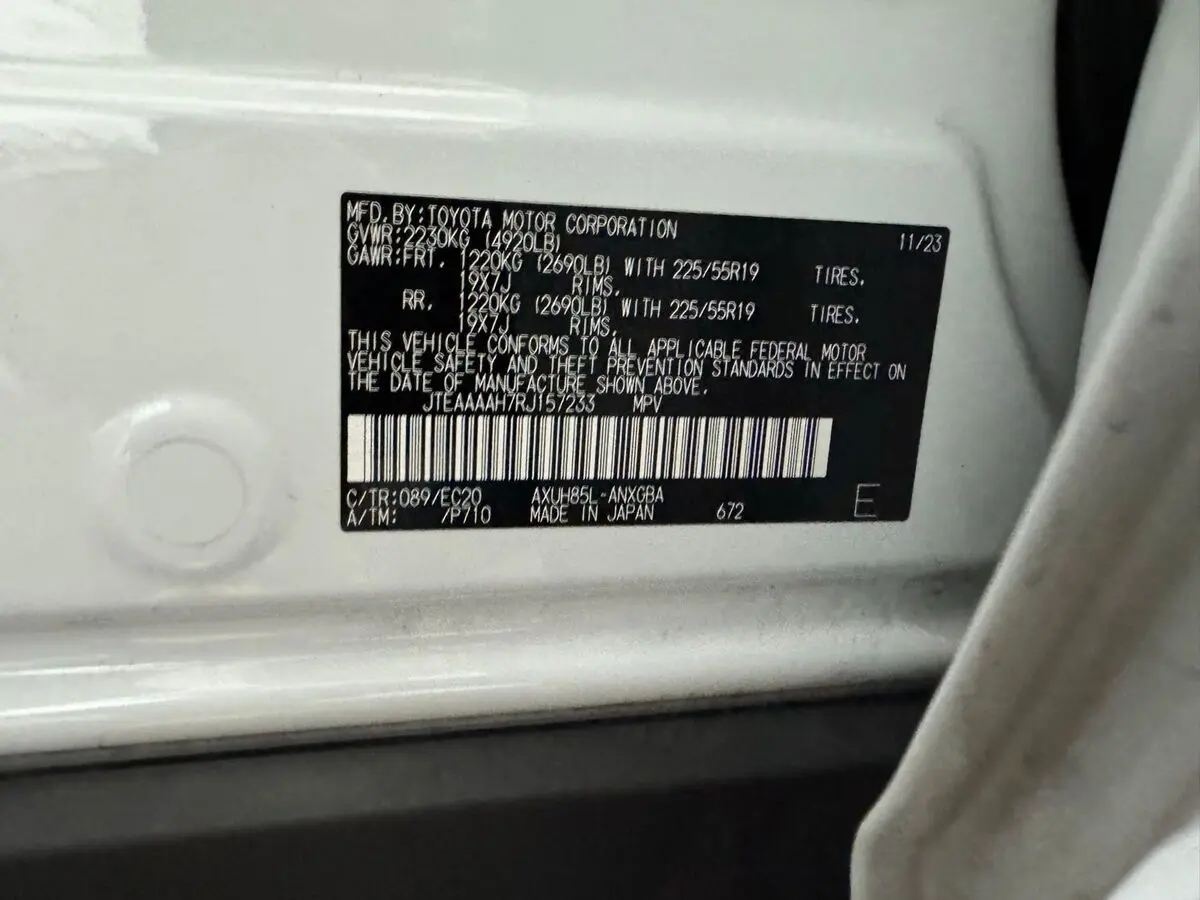 MFD.BY:TOYOTA MOTOR CORPORATION 11/23
GVWR:2230KG (4920LB)
GAWR:FRT. 1220KG (2690LB) WITH 225/55R19 TIRES.
19X7J RIMS.
RR. 1220KG (2690LB) WITH 225/55R19 TIRES.
19X7J RIMS.
THIS VEHICLE CONFORMS TO ALL APPLICABLE FEDERAL MOTOR
VEHICLE SAFETY AND THEFT PREVENTION STANDARDS IN EFFECT ON
THE DATE OF MANUFACTURE SHOWN ABOVE.
JTEAAAAH7RJ157233 MPV
C/TR:089/EC20 AXUH85L-ANXGBA
A/TM: /P710 MADE IN JAPAN 672 E